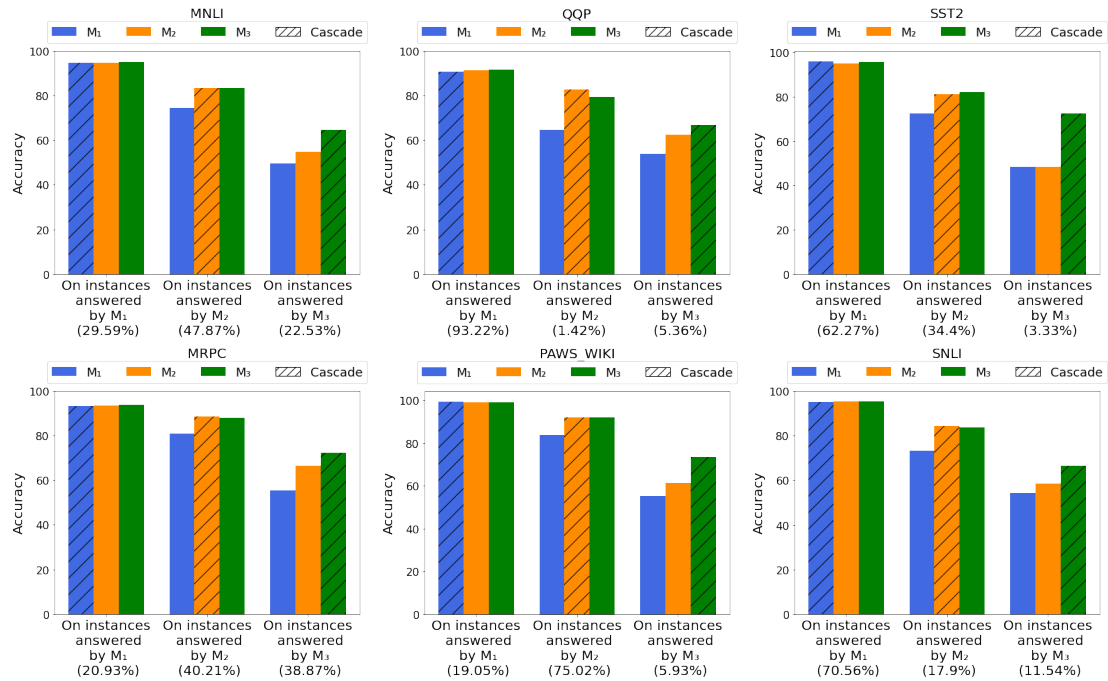 MNLI
M₁ M₂ M₃ Cascade
Accuracy
100
80
60
40
20
0
On instances On instances On instances
answered answered answered
by M₁ by M₂ by M₃
(29.59%) (47.87%) (22.53%)
QQP
M₁ M₂ M₃ Cascade
Accuracy
100
80
60
40
20
0
On instances On instances On instances
answered answered answered
by M₁ by M₂ by M₃
(93.22%) (1.42%) (5.36%)
SST2
M₁ M₂ M₃ Cascade
Accuracy
100
80
60
40
20
0
On instances On instances On instances
answered answered answered
by M₁ by M₂ by M₃
(62.27%) (34.4%) (3.33%)
MRPC
M₁ M₂ M₃ Cascade
Accuracy
100
80
60
40
20
0
On instances On instances On instances
answered answered answered
by M₁ by M₂ by M₃
(20.93%) (40.21%) (38.87%)
PAWS_WIKI
M₁ M₂ M₃ Cascade
Accuracy
100
80
60
40
20
0
On instances On instances On instances
answered answered answered
by M₁ by M₂ by M₃
(19.05%) (75.02%) (5.93%)
SNLI
M₁ M₂ M₃ Cascade
Accuracy
100
80
60
40
20
0
On instances On instances On instances
answered answered answered
by M₁ by M₂ by M₃
(70.56%) (17.9%) (11.54%)